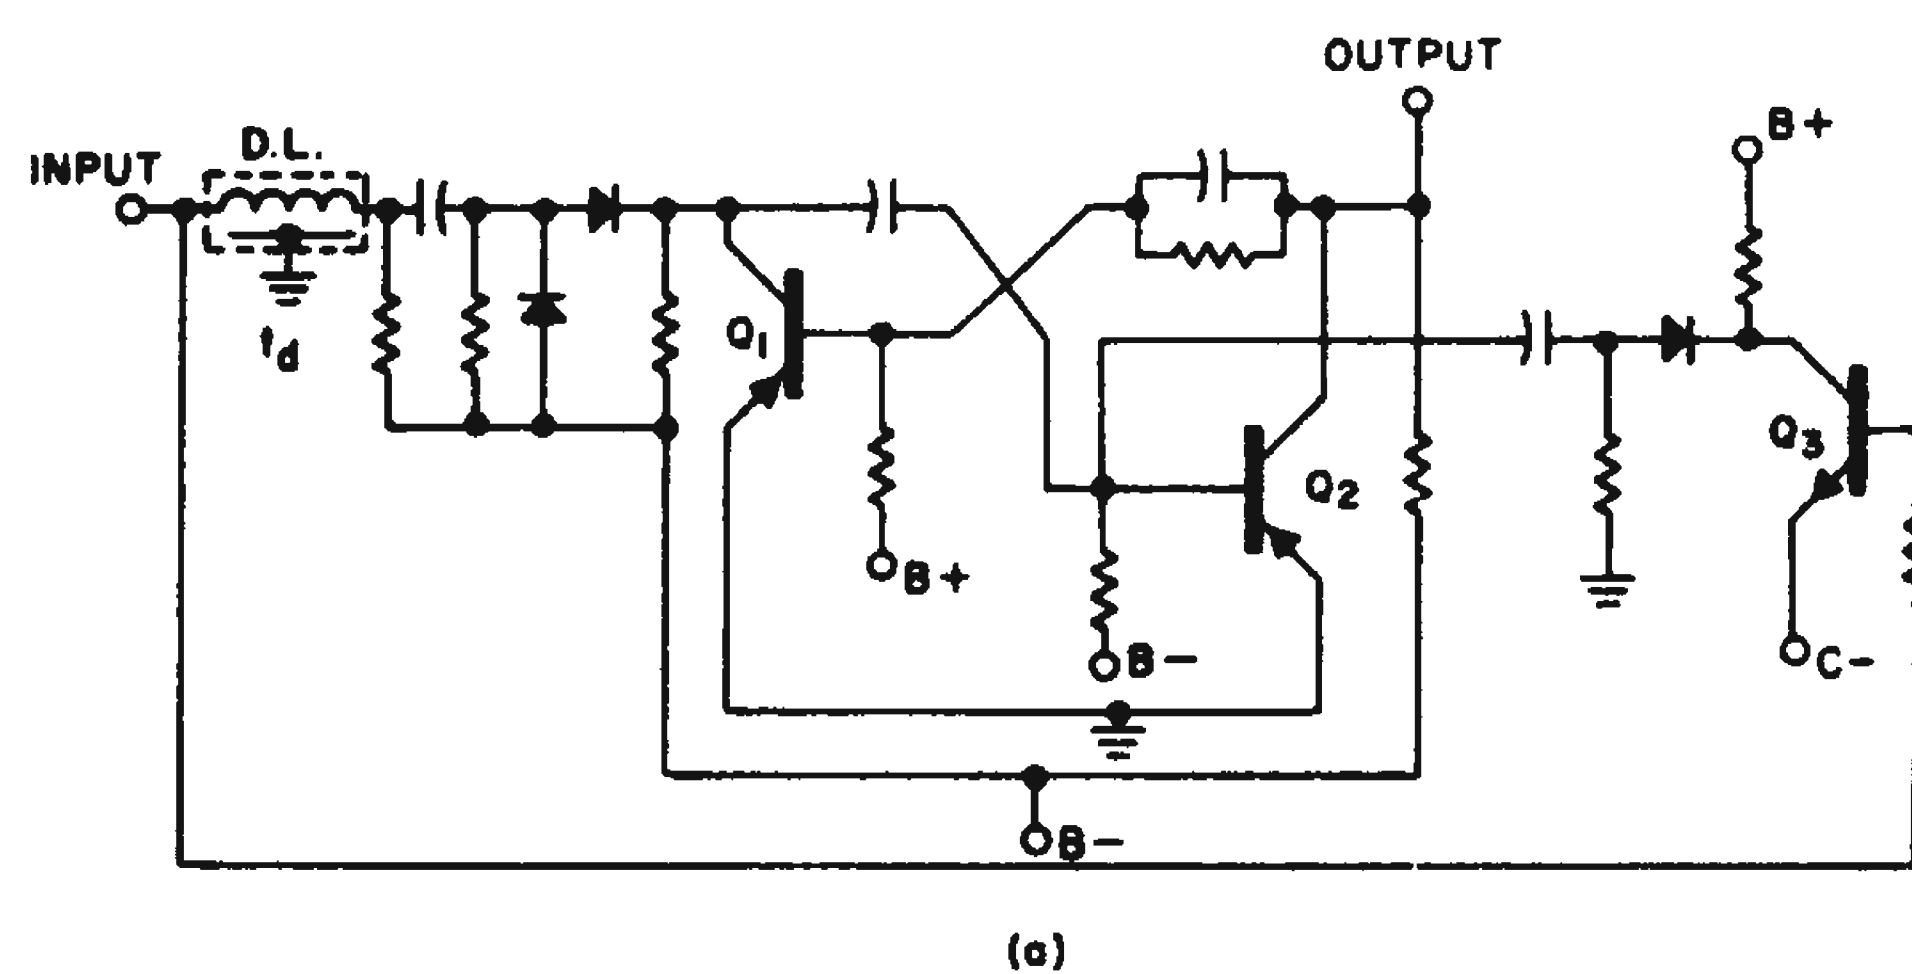 OUTPUT
B+
D.L.
INPUT
Q1
td
Q3
Q2
B+
B-
C-
B-
(a)